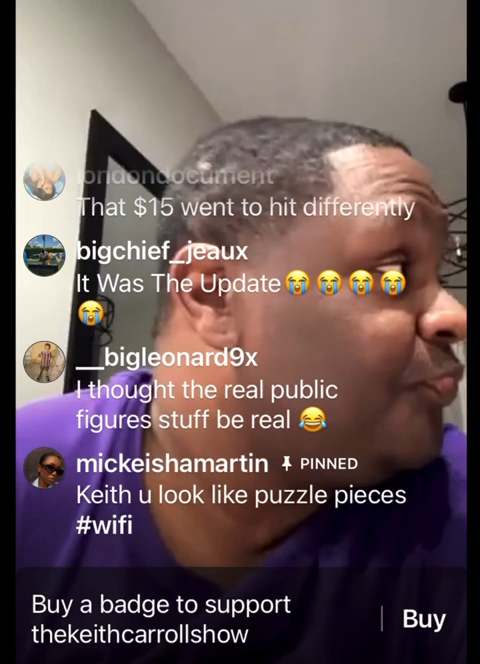 londondocument
That $15 went to hit differently
bigchief_jeaux
It Was The Update😭😭😭😭
😭
__bigleonard9x
I thought the real public
figures stuff be real 😂
mickeishamartin PINNED
Keith u look like puzzle pieces
#wifi
Buy a badge to support
thekeithcarrollshow
Buy